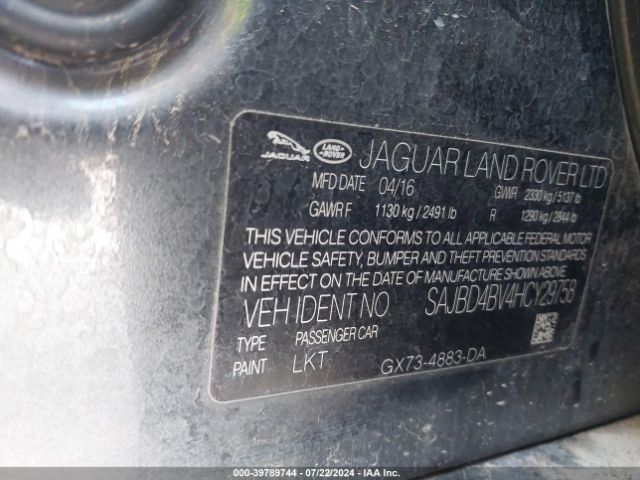 JAGUAR LAND ROVER JAGUAR LAND ROVER LTD
MFD DATE 04/16 GVWR 2330 kg / 5137 lb
GAWR F 1130 kg / 2491 lb R 1290 kg / 2844 lb
THIS VEHICLE CONFORMS TO ALL APPLICABLE FEDERAL MOTOR
VEHICLE SAFETY, BUMPER AND THEFT PREVENTION STANDARDS
IN EFFECT ON THE DATE OF MANUFACTURE SHOWN ABOVE.
VEH IDENT NO. SAJBD4BV4HCY29758
TYPE PASSENGER CAR
PAINT LKT GX73-4883-DA
000-39789744 / 07/22/2024 - IAA Inc.